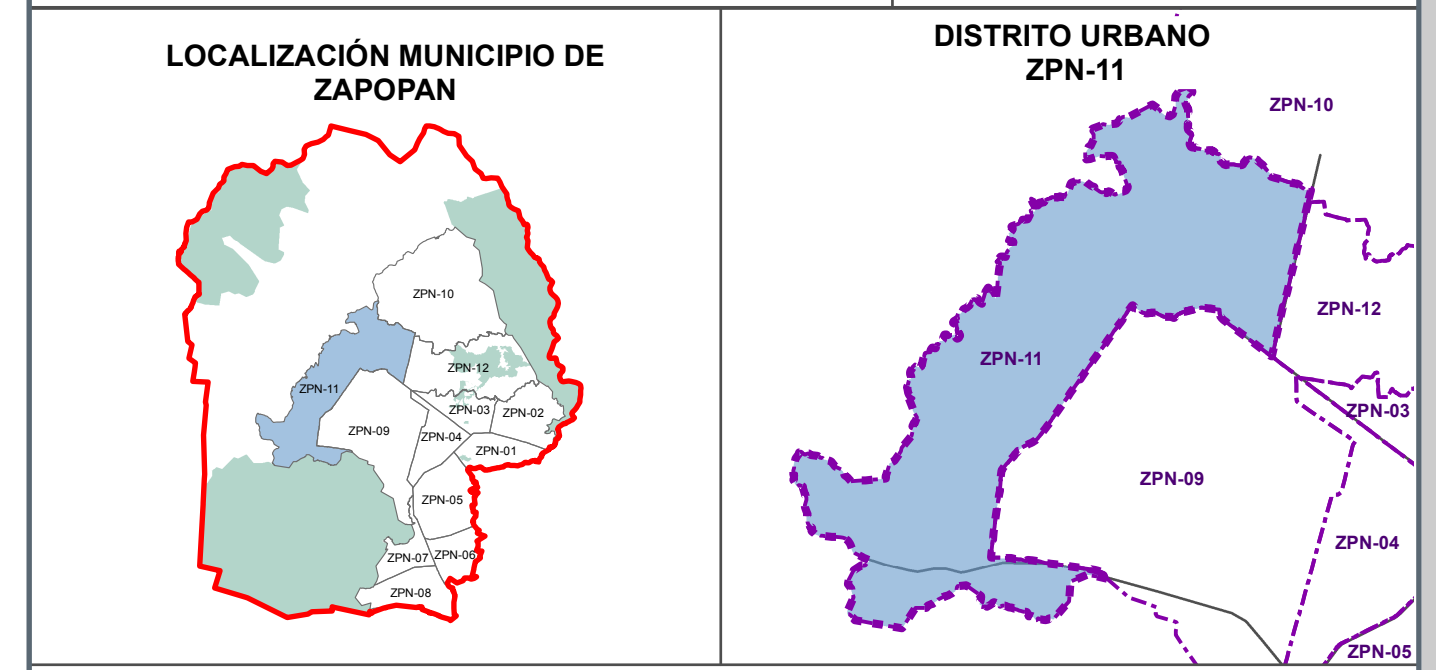 LOCALIZACIÓN MUNICIPIO DE
ZAPOPAN
ZPN-10
ZPN-12
ZPN-11
ZPN-03
ZPN-02
ZPN-09
ZPN-04
ZPN-01
ZPN-05
ZPN-07
ZPN-06
ZPN-08
DISTRITO URBANO
ZPN-11
ZPN-10
ZPN-12
ZPN-11
ZPN-03
ZPN-09
ZPN-04
ZPN-05